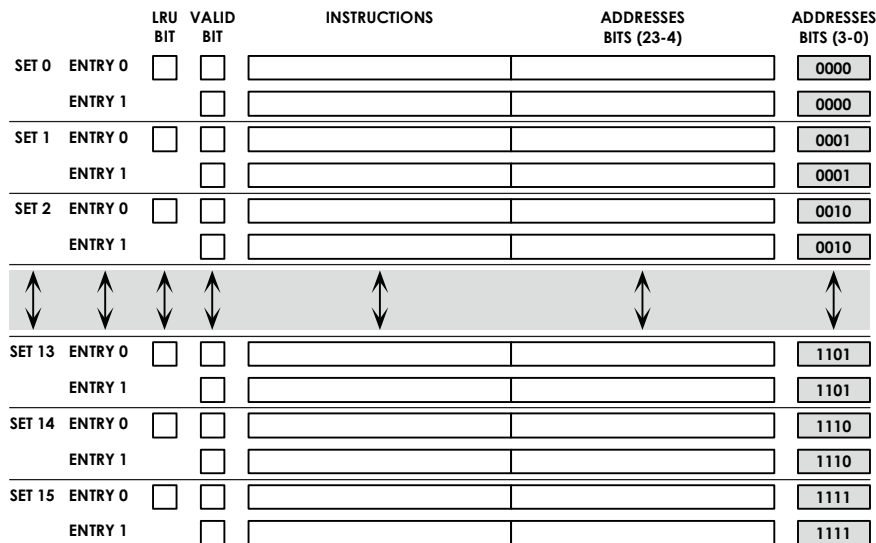 LRU BIT VALID BIT INSTRUCTIONS ADDRESSES BITS (23-4) ADDRESSES BITS (3-0)
SET 0 ENTRY 0 0000
ENTRY 1 0000
SET 1 ENTRY 0 0001
ENTRY 1 0001
SET 2 ENTRY 0 0010
ENTRY 1 0010
SET 13 ENTRY 0 1101
ENTRY 1 1101
SET 14 ENTRY 0 1110
ENTRY 1 1110
SET 15 ENTRY 0 1111
ENTRY 1 1111